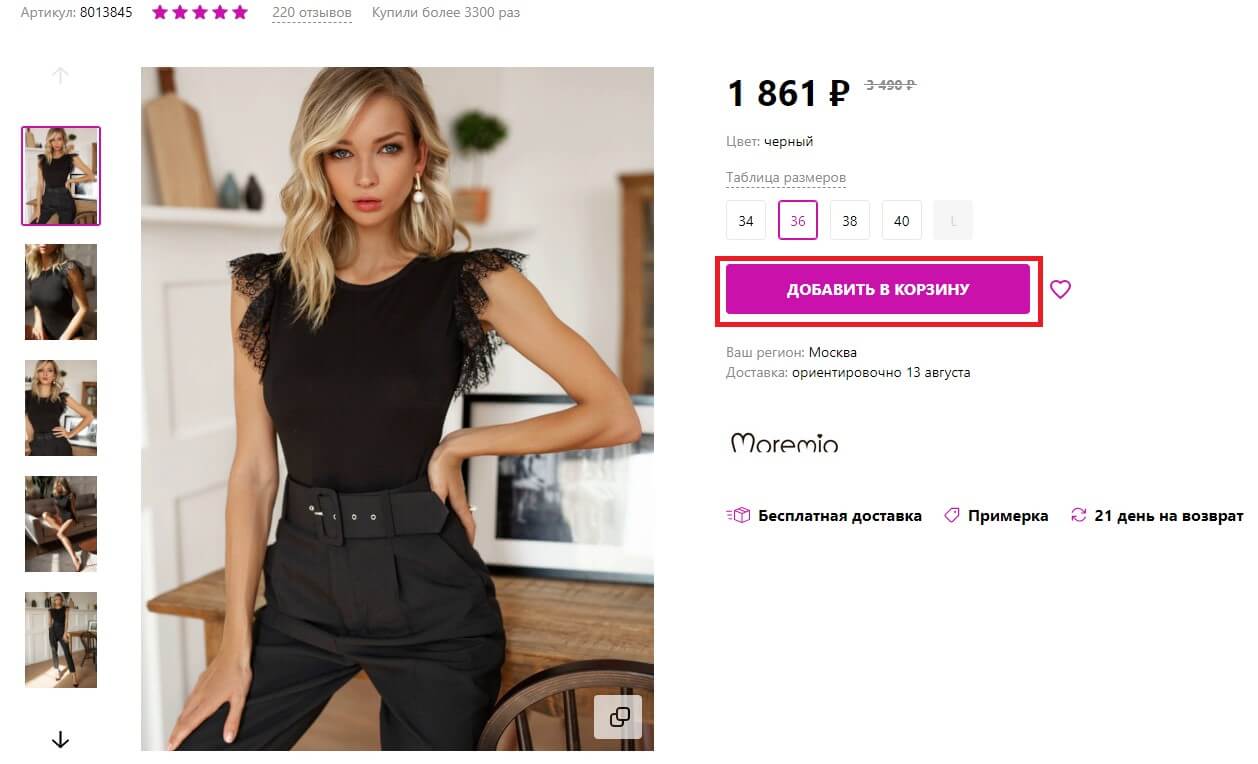 Артикул: 8013845 220 отзывов Купили более 3300 раз
1 861 ₽ 3 490 ₽
Цвет: черный
Таблица размеров
34 36 38 40 L
ДОБАВИТЬ В КОРЗИНУ
Ваш регион: Москва
Доставка: ориентировочно 13 августа
Moremio
Бесплатная доставка Примерка 21 день на возврат